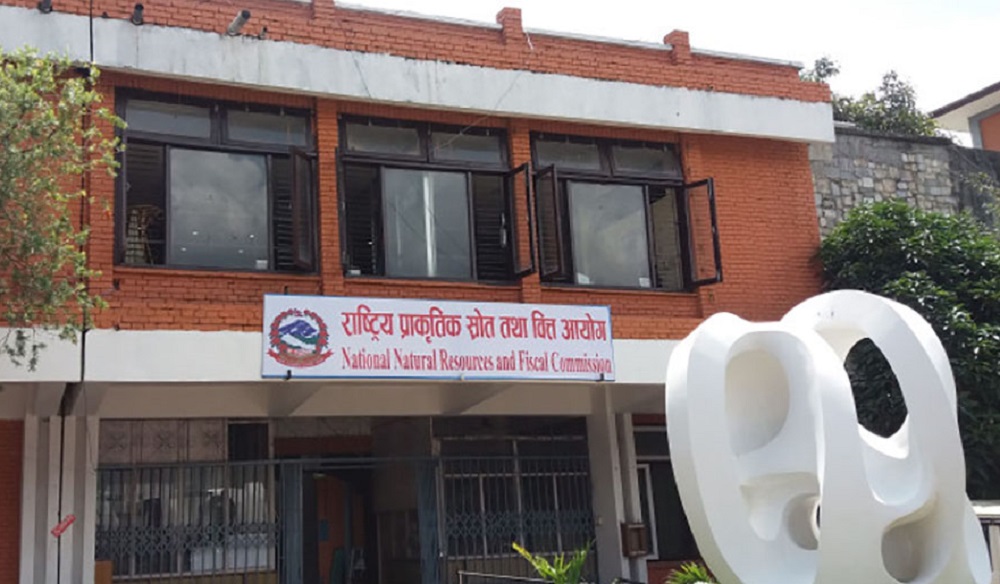 राष्ट्रिय प्राकृतिक स्रोत तथा वित्त आयोग
National Natural Resources and Fiscal Commission